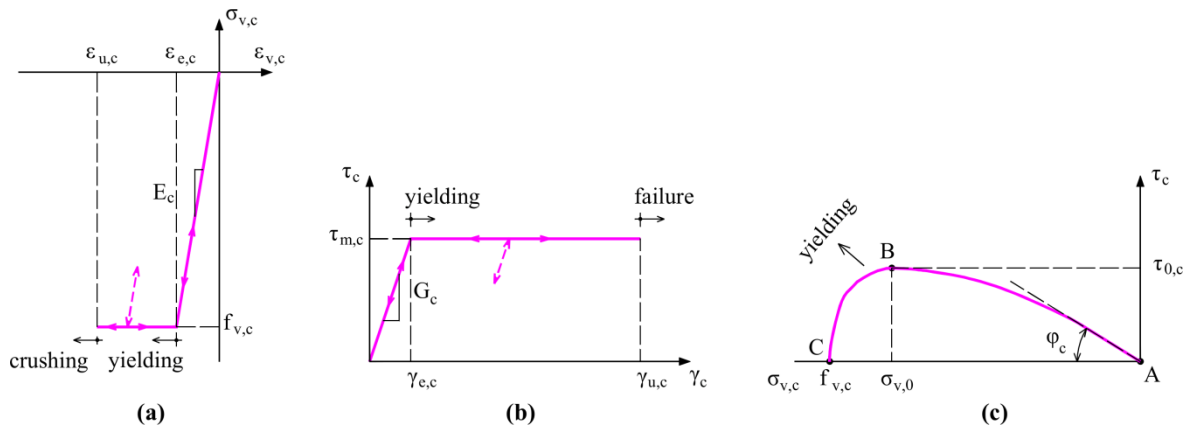 σv,c
εu,c
εe,c
εv,c
Ec
fv,c
crushing
yielding
(a)
τc
yielding
failure
τm,c
Gc
γe,c
γu,c
γc
(b)
τc
yielding
B
τ0,c
φc
C
A
σv,c
fv,c
σv,0
(c)